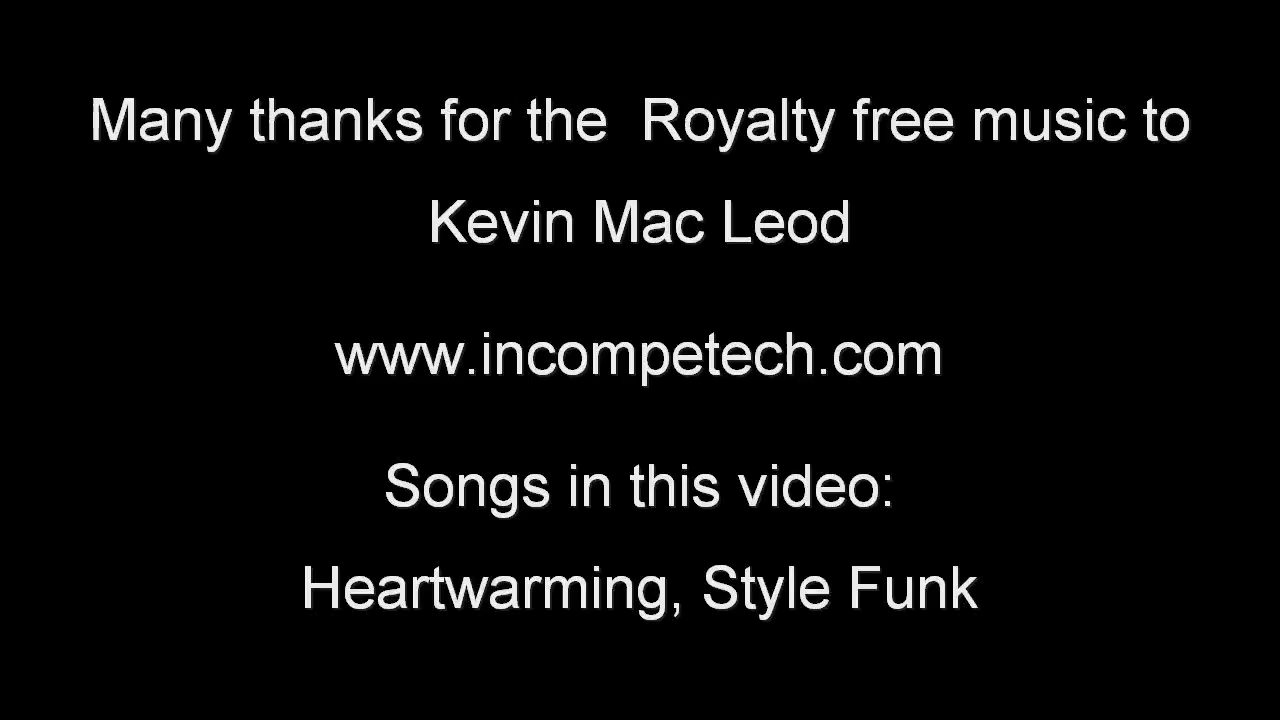 Many thanks for the  Royalty free music to
Kevin Mac Leod
www.incompetech.com
Songs in this video:
Heartwarming, Style Funk